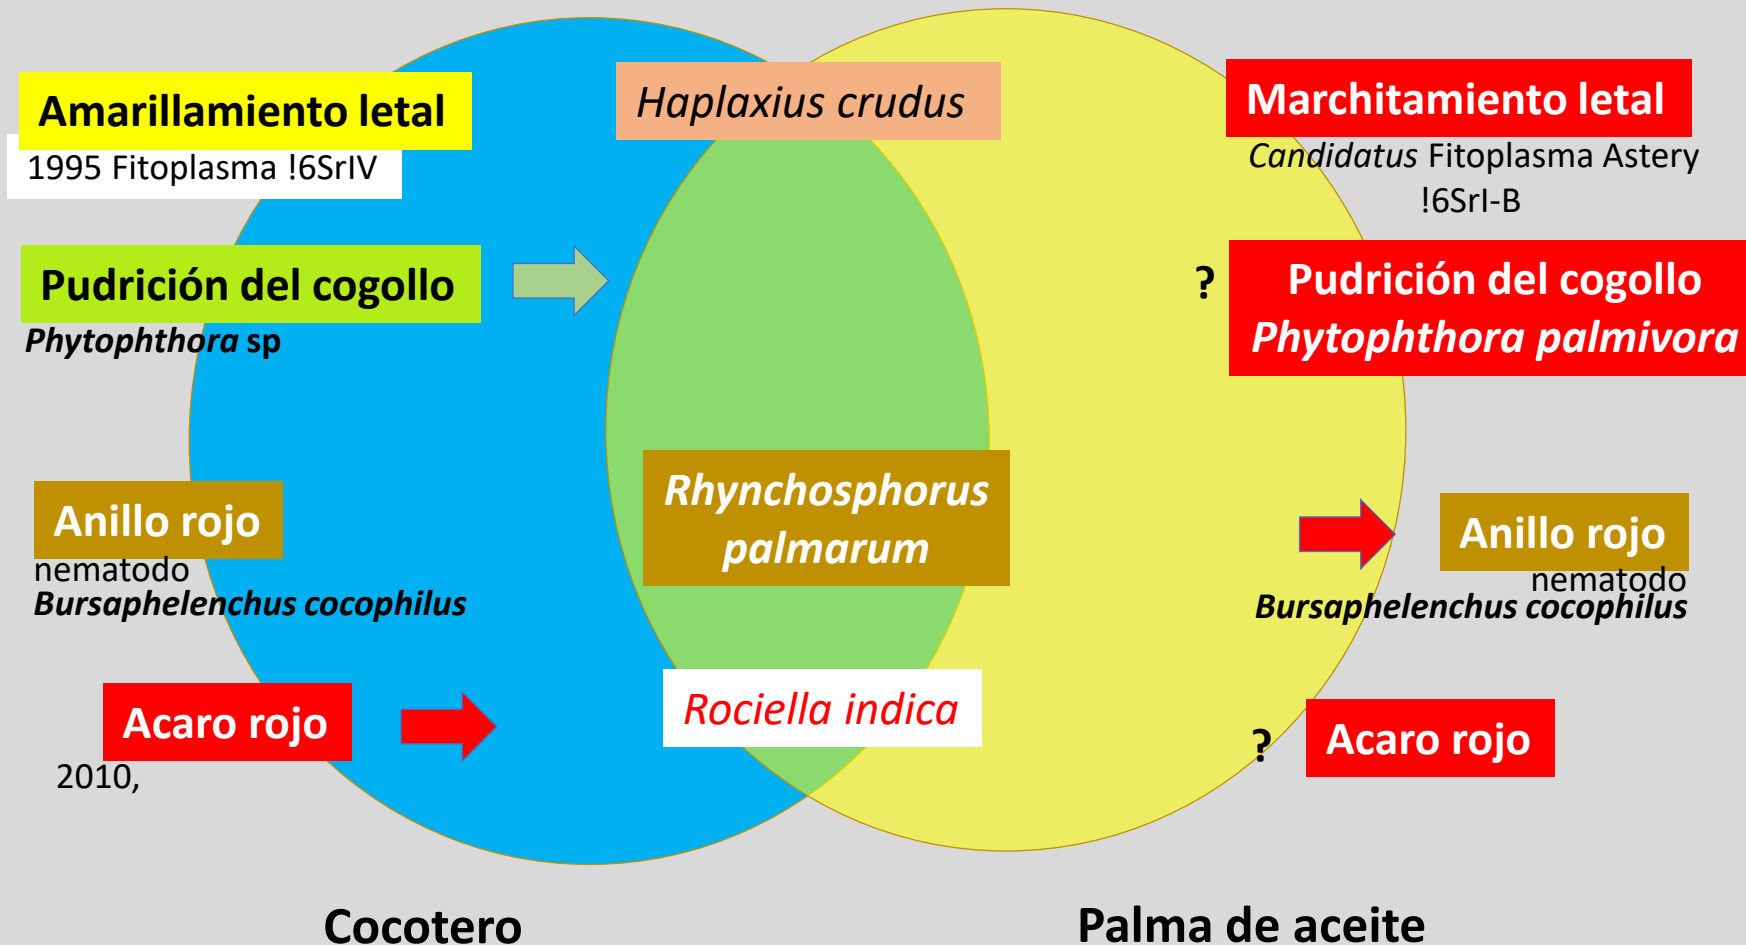 Amarillamiento letal
1995 Fitoplasma !6SrIV
Pudrición del cogollo
Phytophthora sp
Anillo rojo
nematodo
Bursaphelenchus cocophilus
Acaro rojo
2010,
Haplaxius crudus
Rhynchosphorus
palmarum
Rociella indica
Marchitamiento letal
Candidatus Fitoplasma Astery
!6SrI-B
?
Pudrición del cogollo
Phytophthora palmivora
Anillo rojo
nematodo
Bursaphelenchus cocophilus
?
Acaro rojo
Cocotero
Palma de aceite